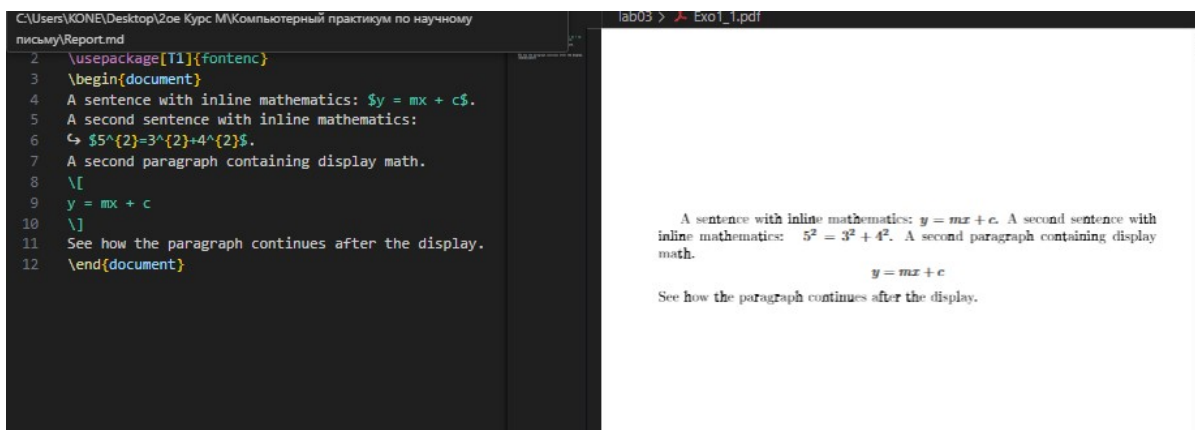 C:\Users\KONE\Desktop\2ое Курс М\Компьютерный практикум по научному
письму\Report.md
2 \usepackage[T1]{fontenc}
3 \begin{document}
4 A sentence with inline mathematics: $y = mx + c$.
5 A second sentence with inline mathematics:
6 ↪ $5^{2}=3^{2}+4^{2}$.
7 A second paragraph containing display math.
8 \[
9 y = mx + c
10 \]
11 See how the paragraph continues after the display.
12 \end{document}
lab03 > Exo1_1.pdf
A sentence with inline mathematics: y = mx + c. A second sentence with
inline mathematics: 5² = 3² + 4². A second paragraph containing display
math.
y = mx + c
See how the paragraph continues after the display.